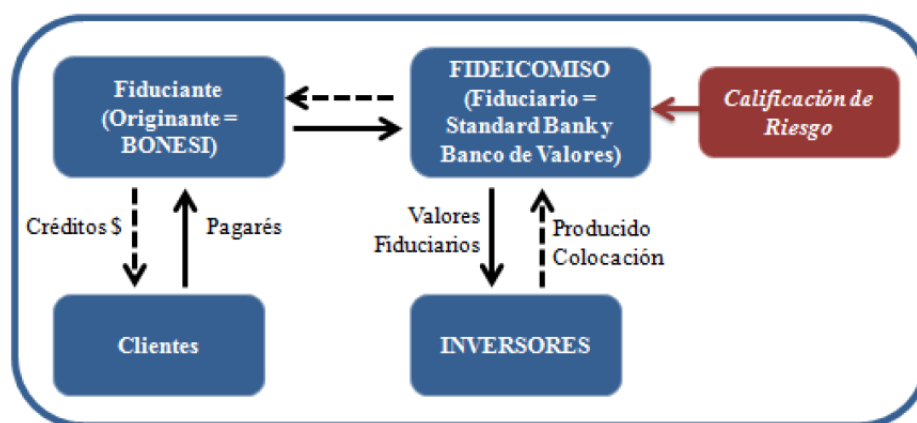 Fiduciante
(Originante =
BONESI)
FIDEICOMISO
(Fiduciario =
Standard Bank y
Banco de Valores)
Calificación de
Riesgo
Créditos $
Pagarés
Valores
Fiduciarios
Producido
Colocación
Clientes
INVERSORES